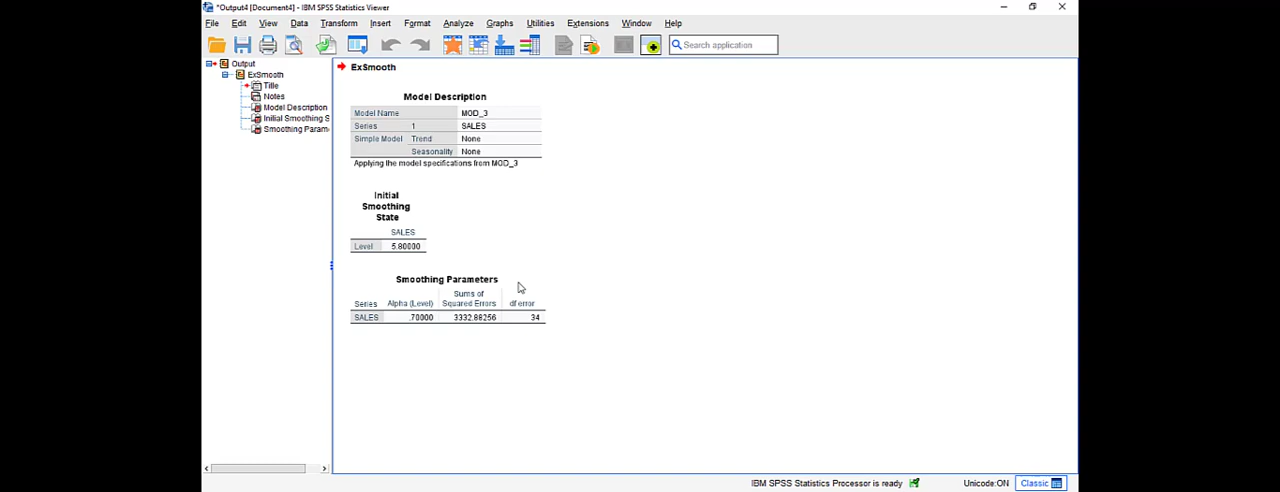 *Output4 [Document4] - IBM SPSS Statistics Viewer
File Edit View Data Transform Insert Format Analyze Graphs Utilities Extensions Window Help
Search application
Output
ExSmooth
Title
Notes
Model Description
Initial Smoothing S
Smoothing Param
ExSmooth
Model Description
Model Name MOD_3
Series 1 SALES
Simple Model Trend None
Seasonality None
Applying the model specifications from MOD_3
Initial
Smoothing
State
SALES
Level 5.80000
Smoothing Parameters
Series Alpha (Level) Sums of Squared Errors df error
SALES .70000 3332.88256 34
IBM SPSS Statistics Processor is ready Unicode:ON Classic